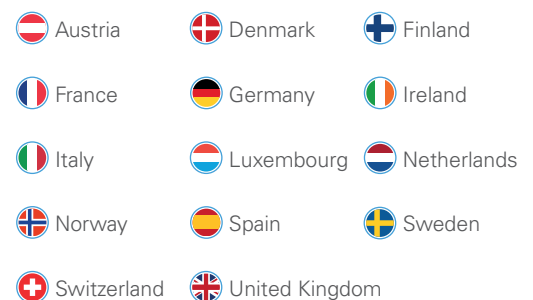 Austria Denmark Finland
France Germany Ireland
Italy Luxembourg Netherlands
Norway Spain Sweden
Switzerland United Kingdom